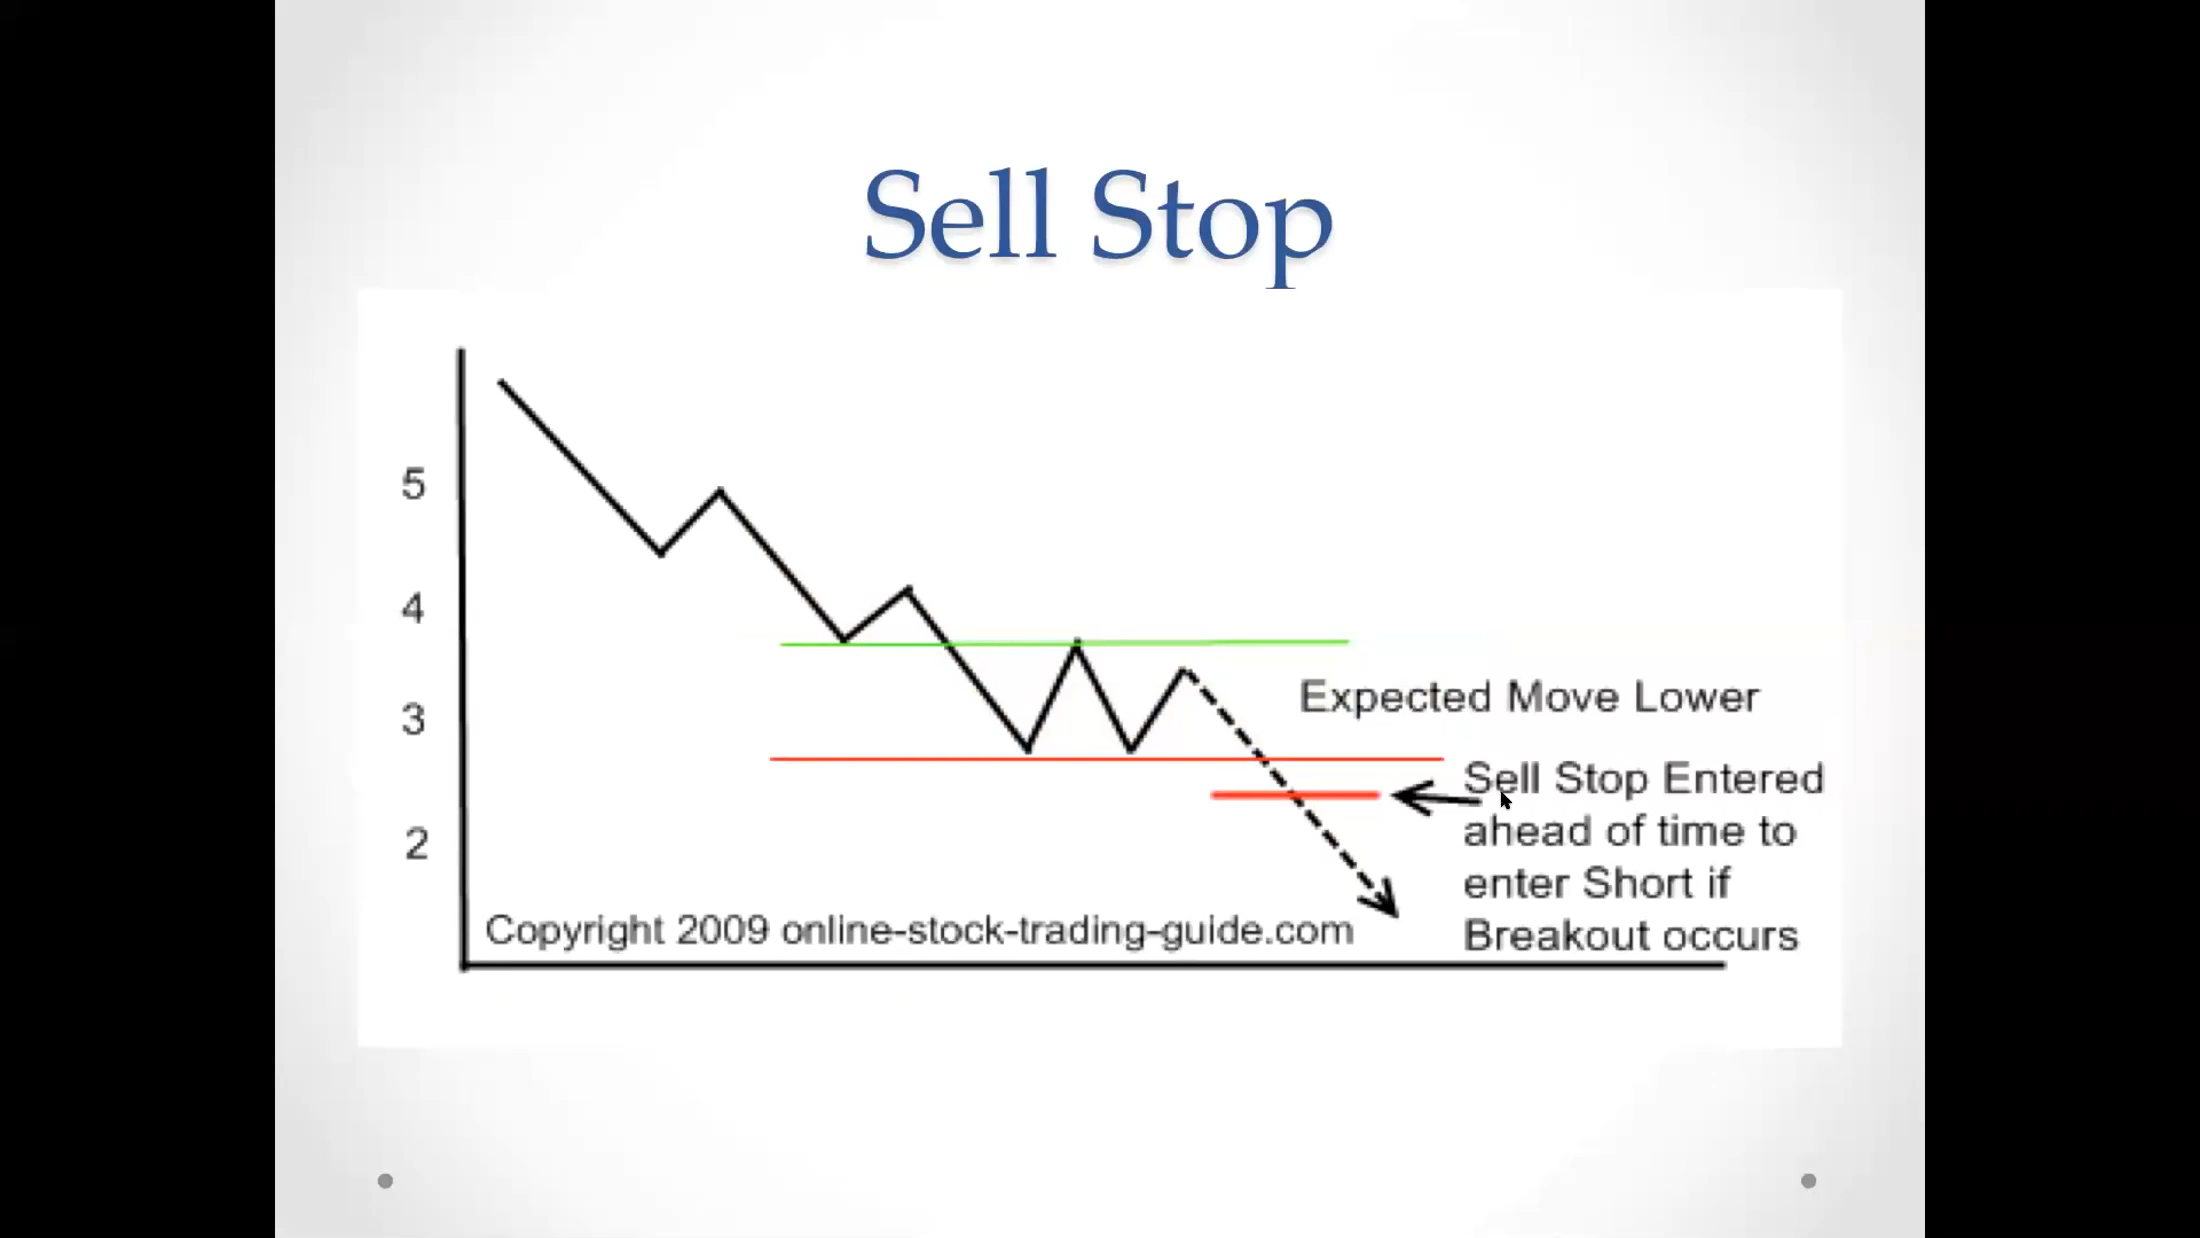 Sell Stop
5
4
3
2
Expected Move Lower
Sell Stop Entered
ahead of time to
enter Short if
Breakout occurs
Copyright 2009 online-stock-trading-guide.com